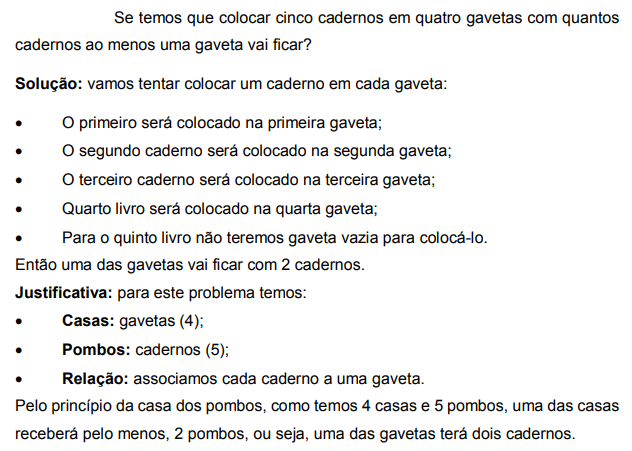 Se temos que colocar cinco cadernos em quatro gavetas com quantos
cadernos ao menos uma gaveta vai ficar?
Solução: vamos tentar colocar um caderno em cada gaveta:
• O primeiro será colocado na primeira gaveta;
• O segundo caderno será colocado na segunda gaveta;
• O terceiro caderno será colocado na terceira gaveta;
• Quarto livro será colocado na quarta gaveta;
• Para o quinto livro não teremos gaveta vazia para colocá-lo.
Então uma das gavetas vai ficar com 2 cadernos.
Justificativa: para este problema temos:
• Casas: gavetas (4);
• Pombos: cadernos (5);
• Relação: associamos cada caderno a uma gaveta.
Pelo princípio da casa dos pombos, como temos 4 casas e 5 pombos, uma das casas
receberá pelo menos, 2 pombos, ou seja, uma das gavetas terá dois cadernos.